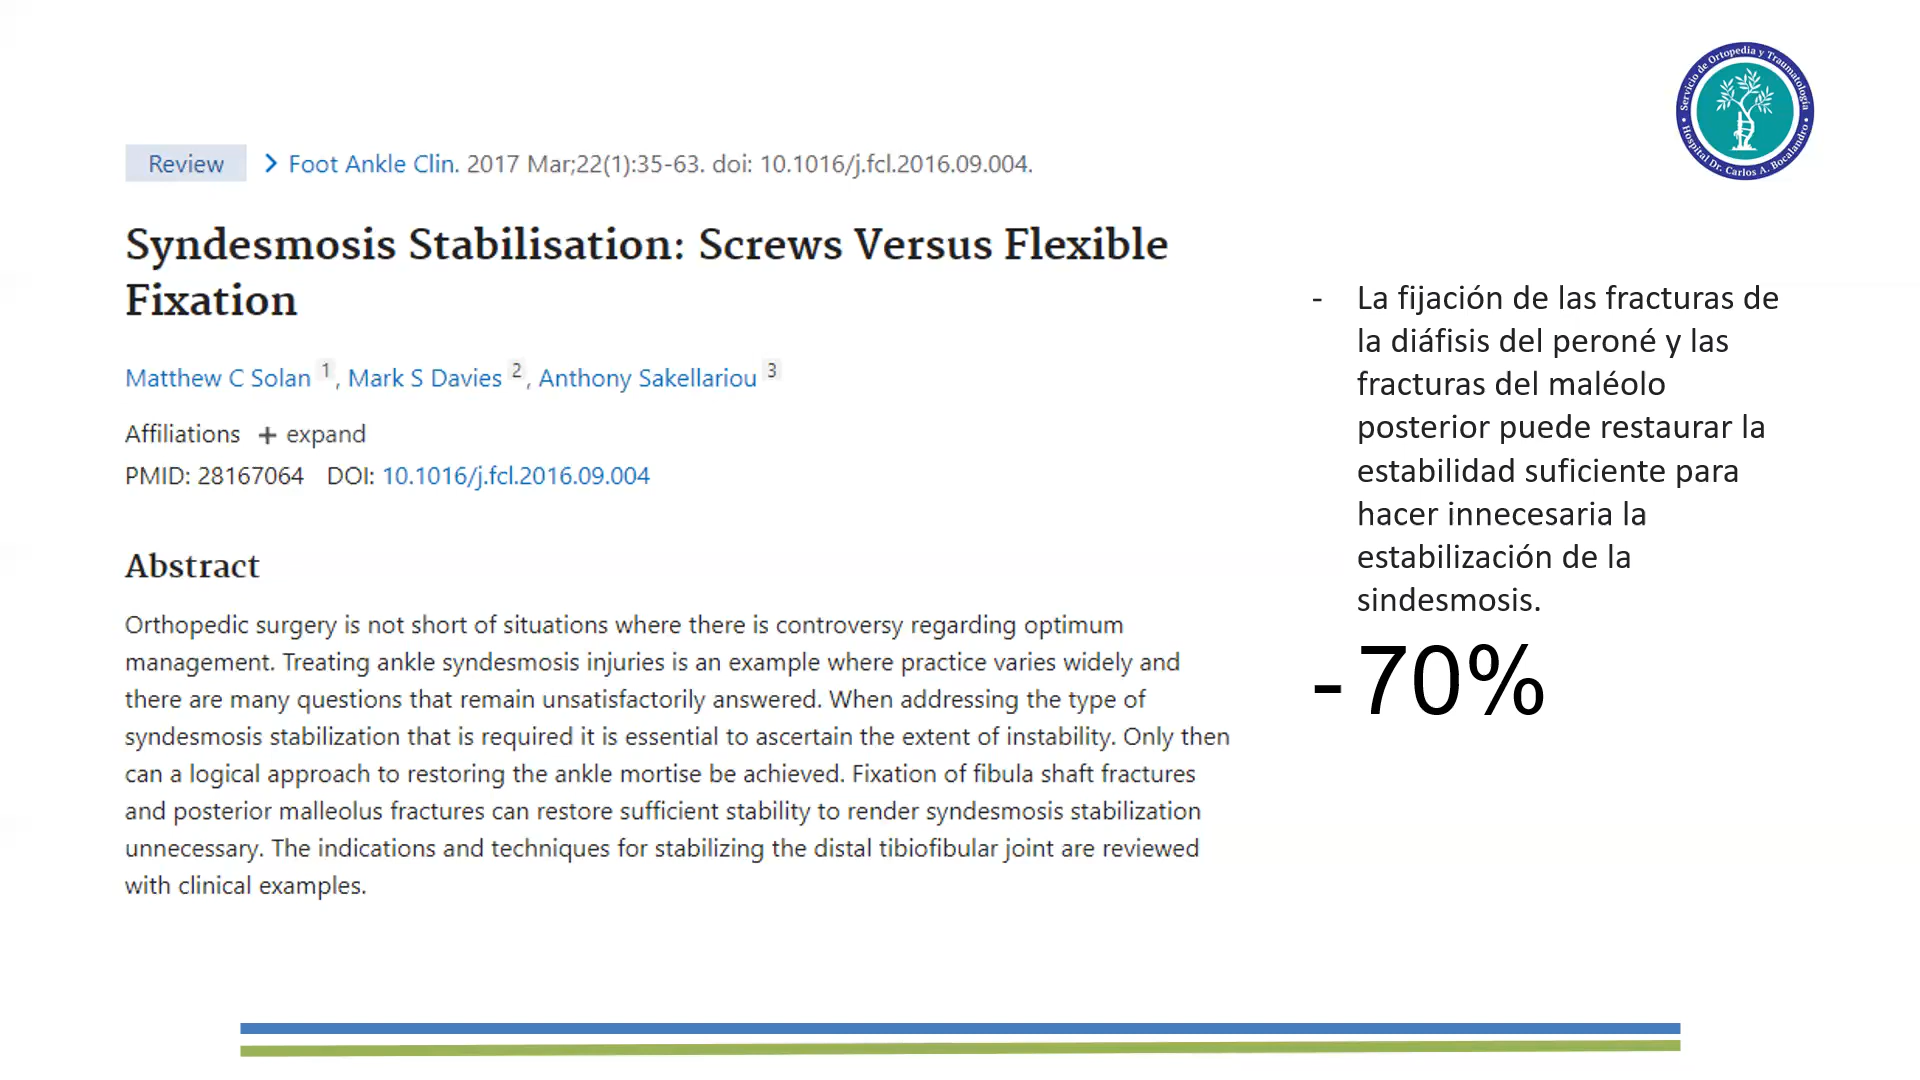 Servicio de Ortopedia y Traumatología
Hospital Dr. Carlos A. Bocalandro
Review > Foot Ankle Clin. 2017 Mar;22(1):35-63. doi: 10.1016/j.fcl.2016.09.004.
Syndesmosis Stabilisation: Screws Versus Flexible
Fixation
Matthew C Solan 1, Mark S Davies 2, Anthony Sakellariou 3
Affiliations + expand
PMID: 28167064 DOI: 10.1016/j.fcl.2016.09.004
Abstract
Orthopedic surgery is not short of situations where there is controversy regarding optimum
management. Treating ankle syndesmosis injuries is an example where practice varies widely and
there are many questions that remain unsatisfactorily answered. When addressing the type of
syndesmosis stabilization that is required it is essential to ascertain the extent of instability. Only then
can a logical approach to restoring the ankle mortise be achieved. Fixation of fibula shaft fractures
and posterior malleolus fractures can restore sufficient stability to render syndesmosis stabilization
unnecessary. The indications and techniques for stabilizing the distal tibiofibular joint are reviewed
with clinical examples.
- La fijación de las fracturas de
la diáfisis del peroné y las
fracturas del maléolo
posterior puede restaurar la
estabilidad suficiente para
hacer innecesaria la
estabilización de la
sindesmosis.
- 70%